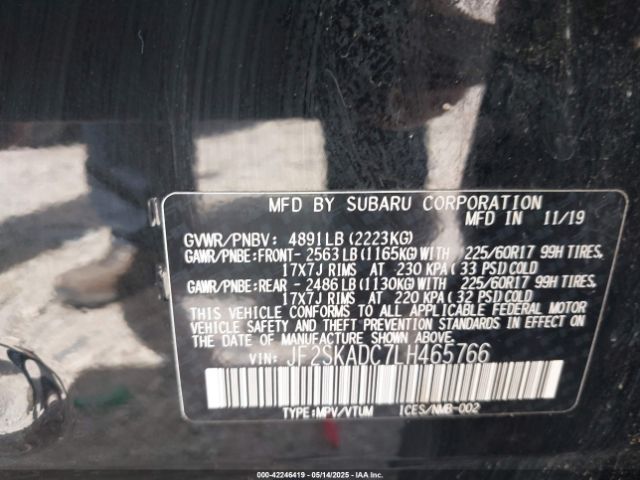 MFD BY SUBARU CORPORATION
MFD IN 11/19
GVWR/PNBV: 4891LB (2223KG)
GAWR/PNBE:FRONT- 2563LB (1165KG) WITH 225/60R17 99H TIRES,
17X7J RIMS AT 230 KPA (33 PSI) COLD
GAWR/PNBE:REAR - 2486LB (1130KG) WITH 225/60R17 99H TIRES,
17X7J RIMS AT 220 KPA (32 PSI) COLD
THIS VEHICLE CONFORMS TO ALL APPLICABLE FEDERAL MOTOR
VEHICLE SAFETY AND THEFT PREVENTION STANDARDS IN EFFECT ON
THE DATE OF MANUFACTURE SHOWN ABOVE.
VIN: JF2SKADC7LH465766
TYPE:MPV/VTUM ICES/NMB-002
000-42246419 - 05/14/2025 - Copyright IAA, Inc.